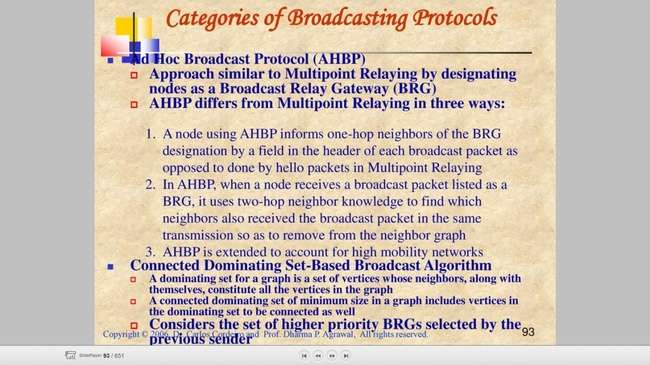 Categories of Broadcasting Protocols
Ad Hoc Broadcast Protocol (AHBP)
Approach similar to Multipoint Relaying by designating
nodes as a Broadcast Relay Gateway (BRG)
AHBP differs from Multipoint Relaying in three ways:
1. A node using AHBP informs one-hop neighbors of the BRG
designation by a field in the header of each broadcast packet as
opposed to done by hello packets in Multipoint Relaying
2. In AHBP, when a node receives a broadcast packet listed as a
BRG, it uses two-hop neighbor knowledge to find which
neighbors also received the broadcast packet in the same
transmission so as to remove from the neighbor graph
3. AHBP is extended to account for high mobility networks
Connected Dominating Set-Based Broadcast Algorithm
A dominating set for a graph is a set of vertices whose neighbors, along with
themselves, constitute all the vertices in the graph
A connected dominating set of minimum size in a graph includes vertices in
the dominating set to be connected as well
Considers the set of higher priority BRGs selected by the
previous sender
Copyright © 2006, Dr. Carlos Cordeiro and Prof. Dharma P. Agrawal, All rights reserved.
93
SlidePlayer 93 / 651